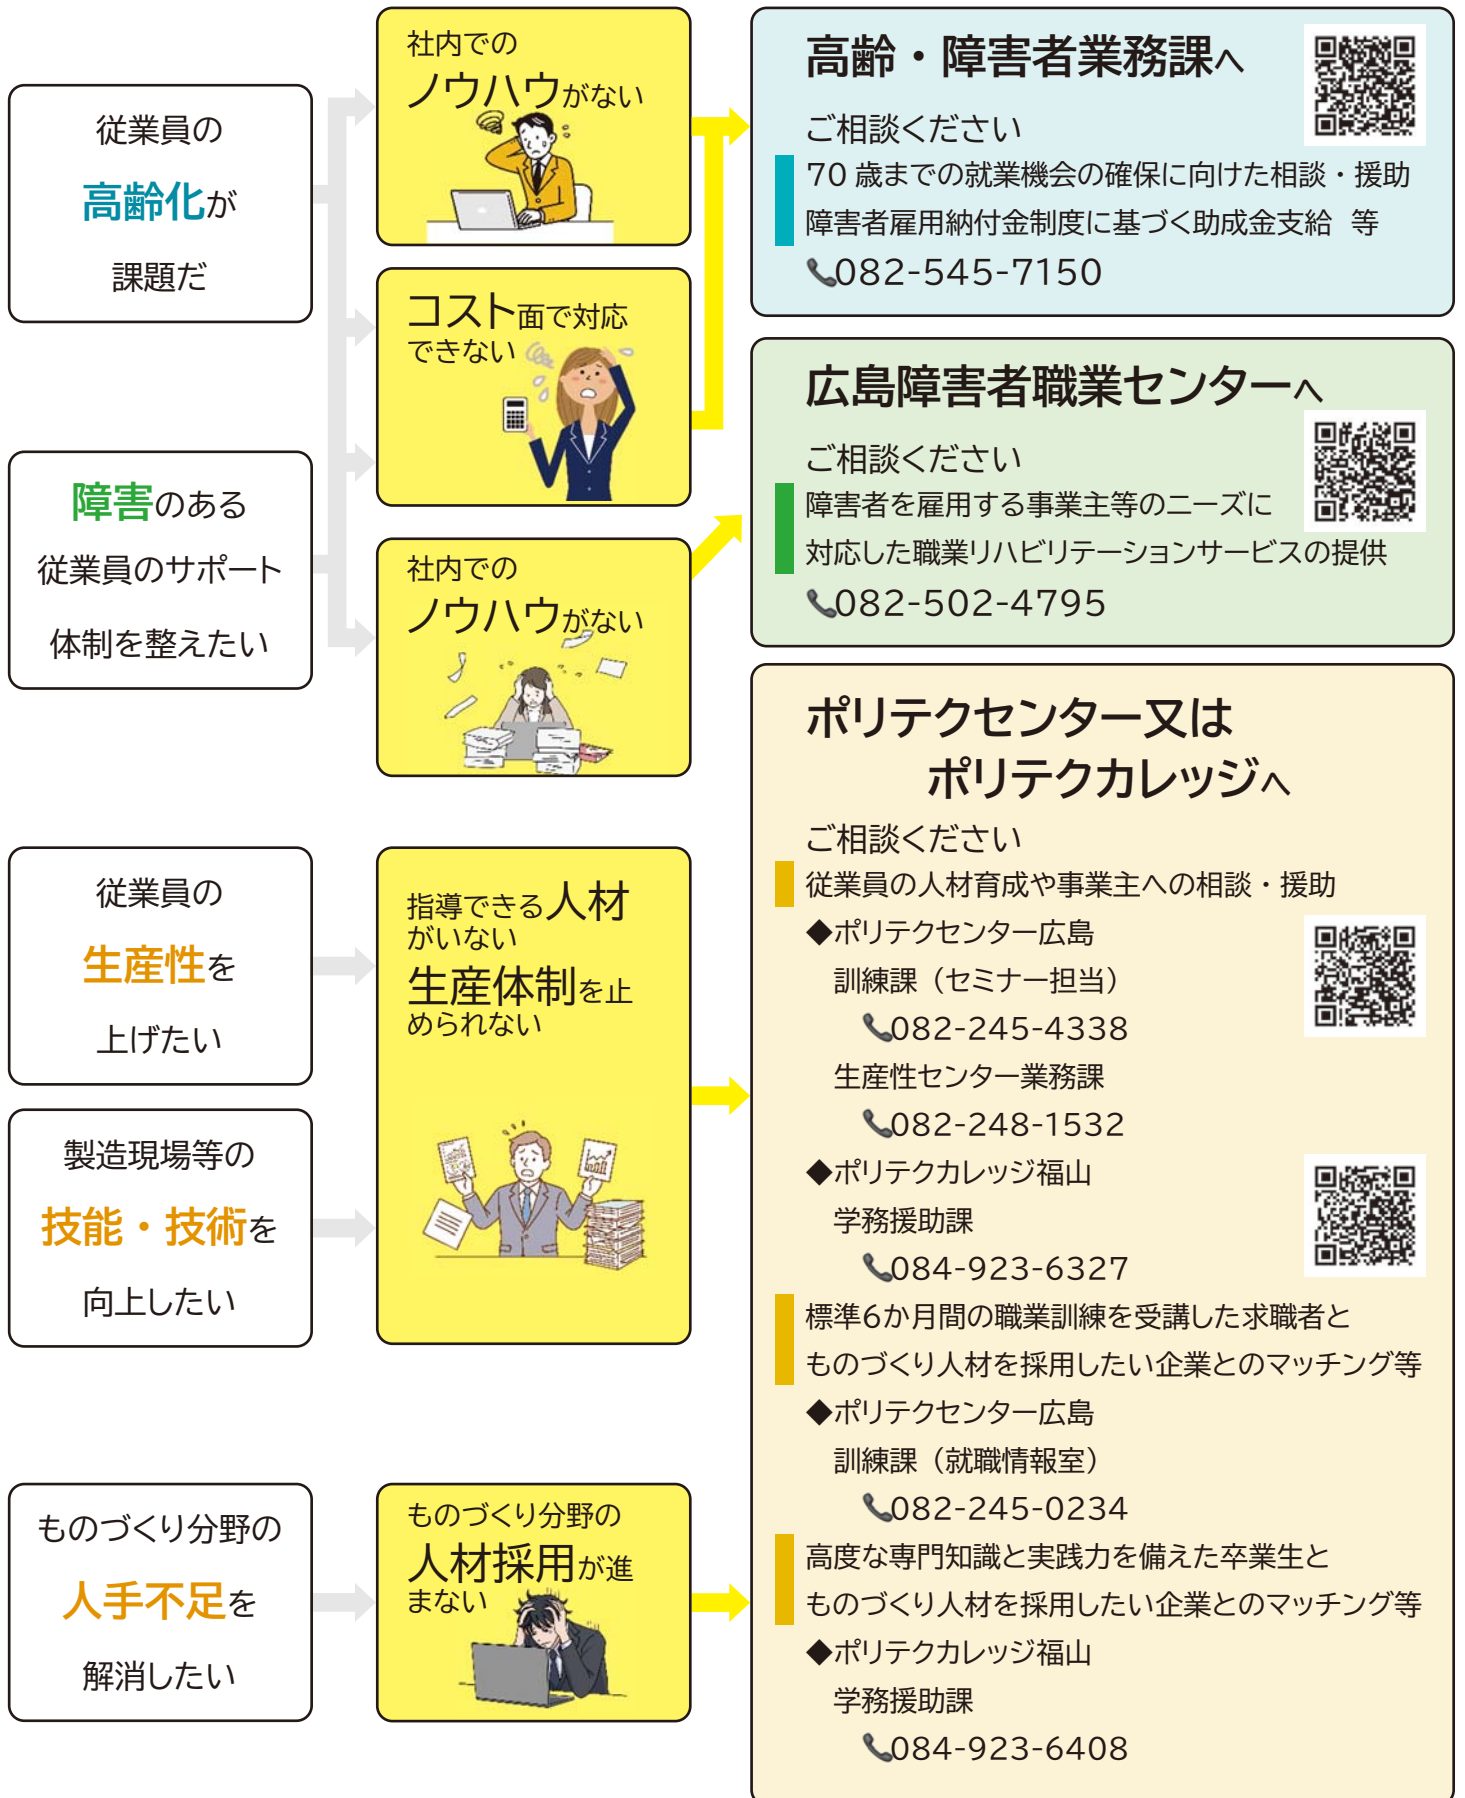 従業員の
高齢化が
課題だ
障害のある
従業員のサポート
体制を整えたい
従業員の
生産性を
上げたい
製造現場等の
技能・技術を
向上したい
ものづくり分野の
人手不足を
解消したい
社内での
ノウハウがない
コスト面で対応
できない
社内での
ノウハウがない
指導できる人材
がいない
生産体制を止
められない
ものづくり分野の
人材採用が進
まない
高齢・障害者業務課へ
ご相談ください
70歳までの就業機会の確保に向けた相談・援助
障害者雇用納付金制度に基づく助成金支給 等
082-545-7150
広島障害者職業センターへ
ご相談ください
障害者を雇用する事業主等のニーズに
対応した職業リハビリテーションサービスの提供
082-502-4795
ポリテクセンター又は
ポリテクカレッジへ
ご相談ください
従業員の人材育成や事業主への相談・援助
◆ポリテクセンター広島
訓練課（セミナー担当）
082-245-4338
生産性センター業務課
082-248-1532
◆ポリテクカレッジ福山
学務援助課
084-923-6327
標準6か月間の職業訓練を受講した求職者と
ものづくり人材を採用したい企業とのマッチング等
◆ポリテクセンター広島
訓練課（就職情報室）
082-245-0234
高度な専門知識と実践力を備えた卒業生と
ものづくり人材を採用したい企業とのマッチング等
◆ポリテクカレッジ福山
学務援助課
084-923-6408